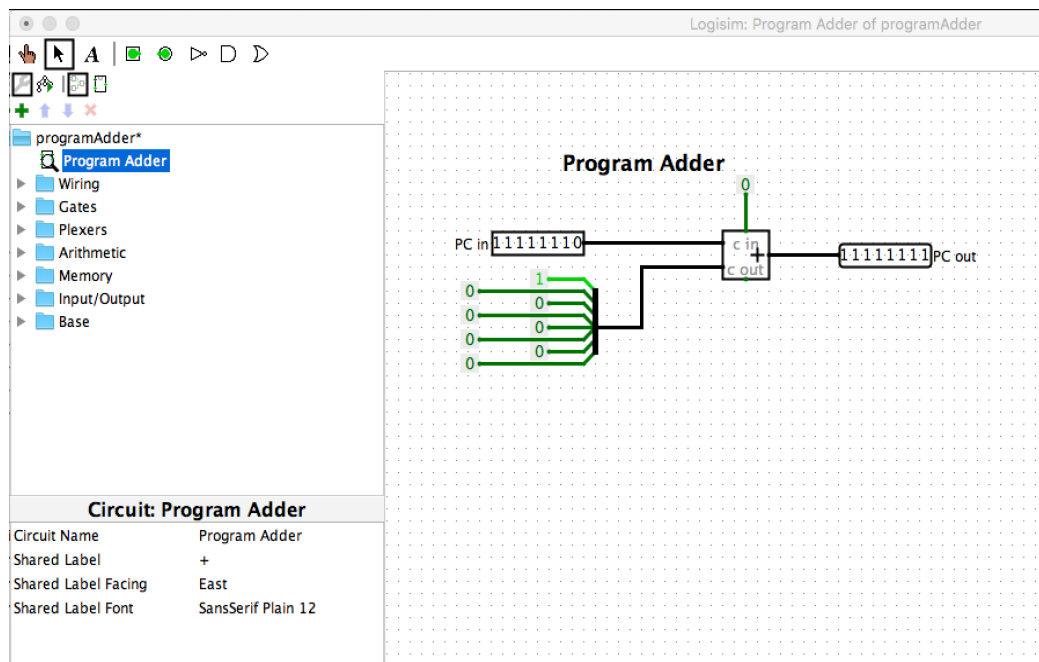 Logisim: Program Adder of programAdder
A
programAdder*
Program Adder
Wiring
Gates
Plexers
Arithmetic
Memory
Input/Output
Base
Circuit: Program Adder
Circuit Name Program Adder
Shared Label +
Shared Label Facing East
Shared Label Font SansSerif Plain 12
Program Adder
0
PC in 11111110
c in
+
c out
11111111 PC out
1
0
0
0
0
0
0
0